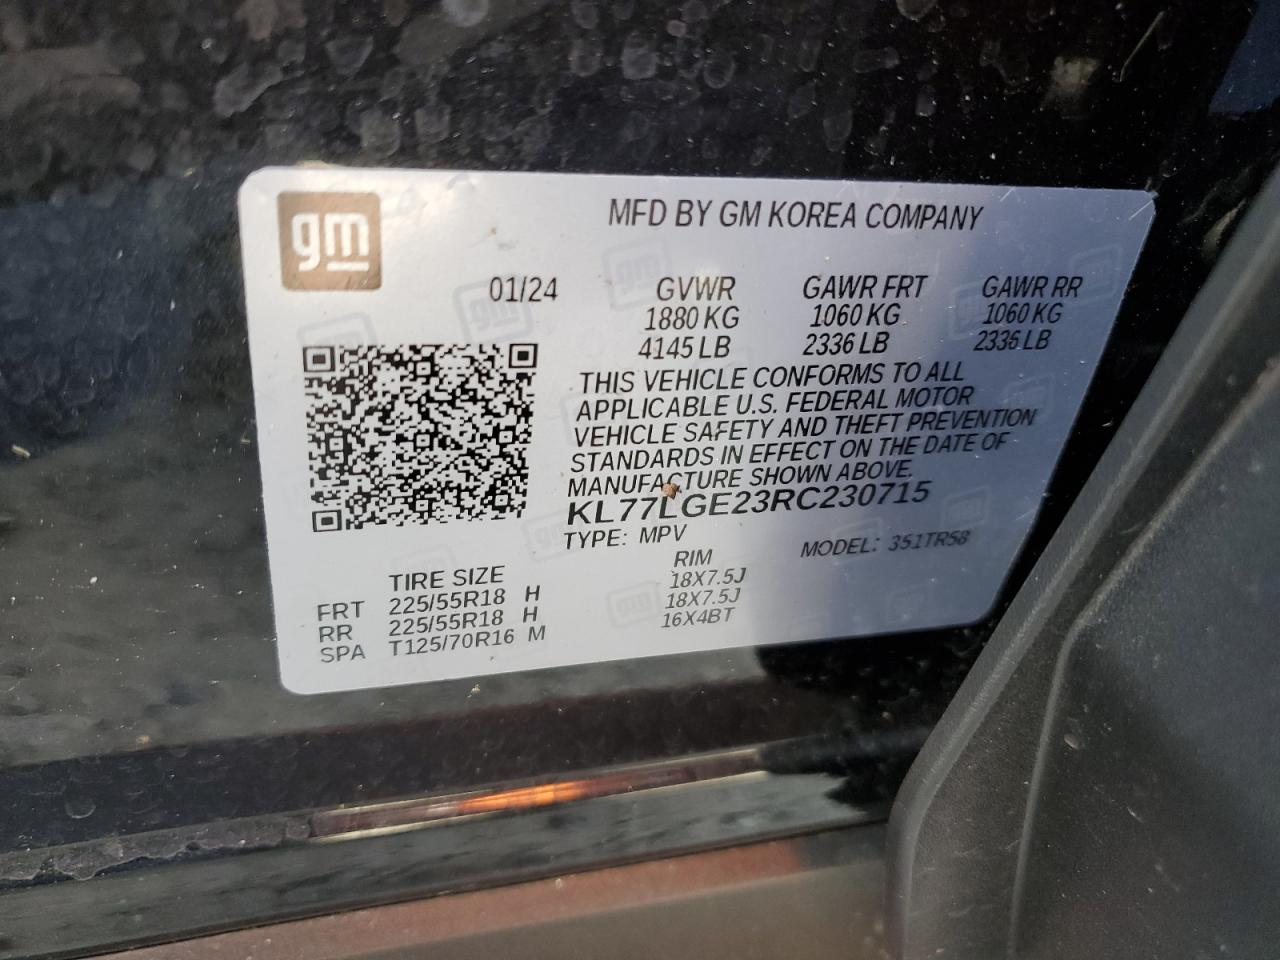 gm
MFD BY GM KOREA COMPANY
01/24
GVWR GAWR FRT GAWR RR
1880 KG 1060 KG 1060 KG
4145 LB 2336 LB 2336 LB
THIS VEHICLE CONFORMS TO ALL
APPLICABLE U.S. FEDERAL MOTOR
VEHICLE SAFETY AND THEFT PREVENTION
STANDARDS IN EFFECT ON THE DATE OF
MANUFACTURE SHOWN ABOVE.
KL77LGE23RC230715
TYPE: MPV MODEL: 351TR58
TIRE SIZE RIM
FRT 225/55R18 H 18X7.5J
RR 225/55R18 H 18X7.5J
SPA T125/70R16 M 16X4BT